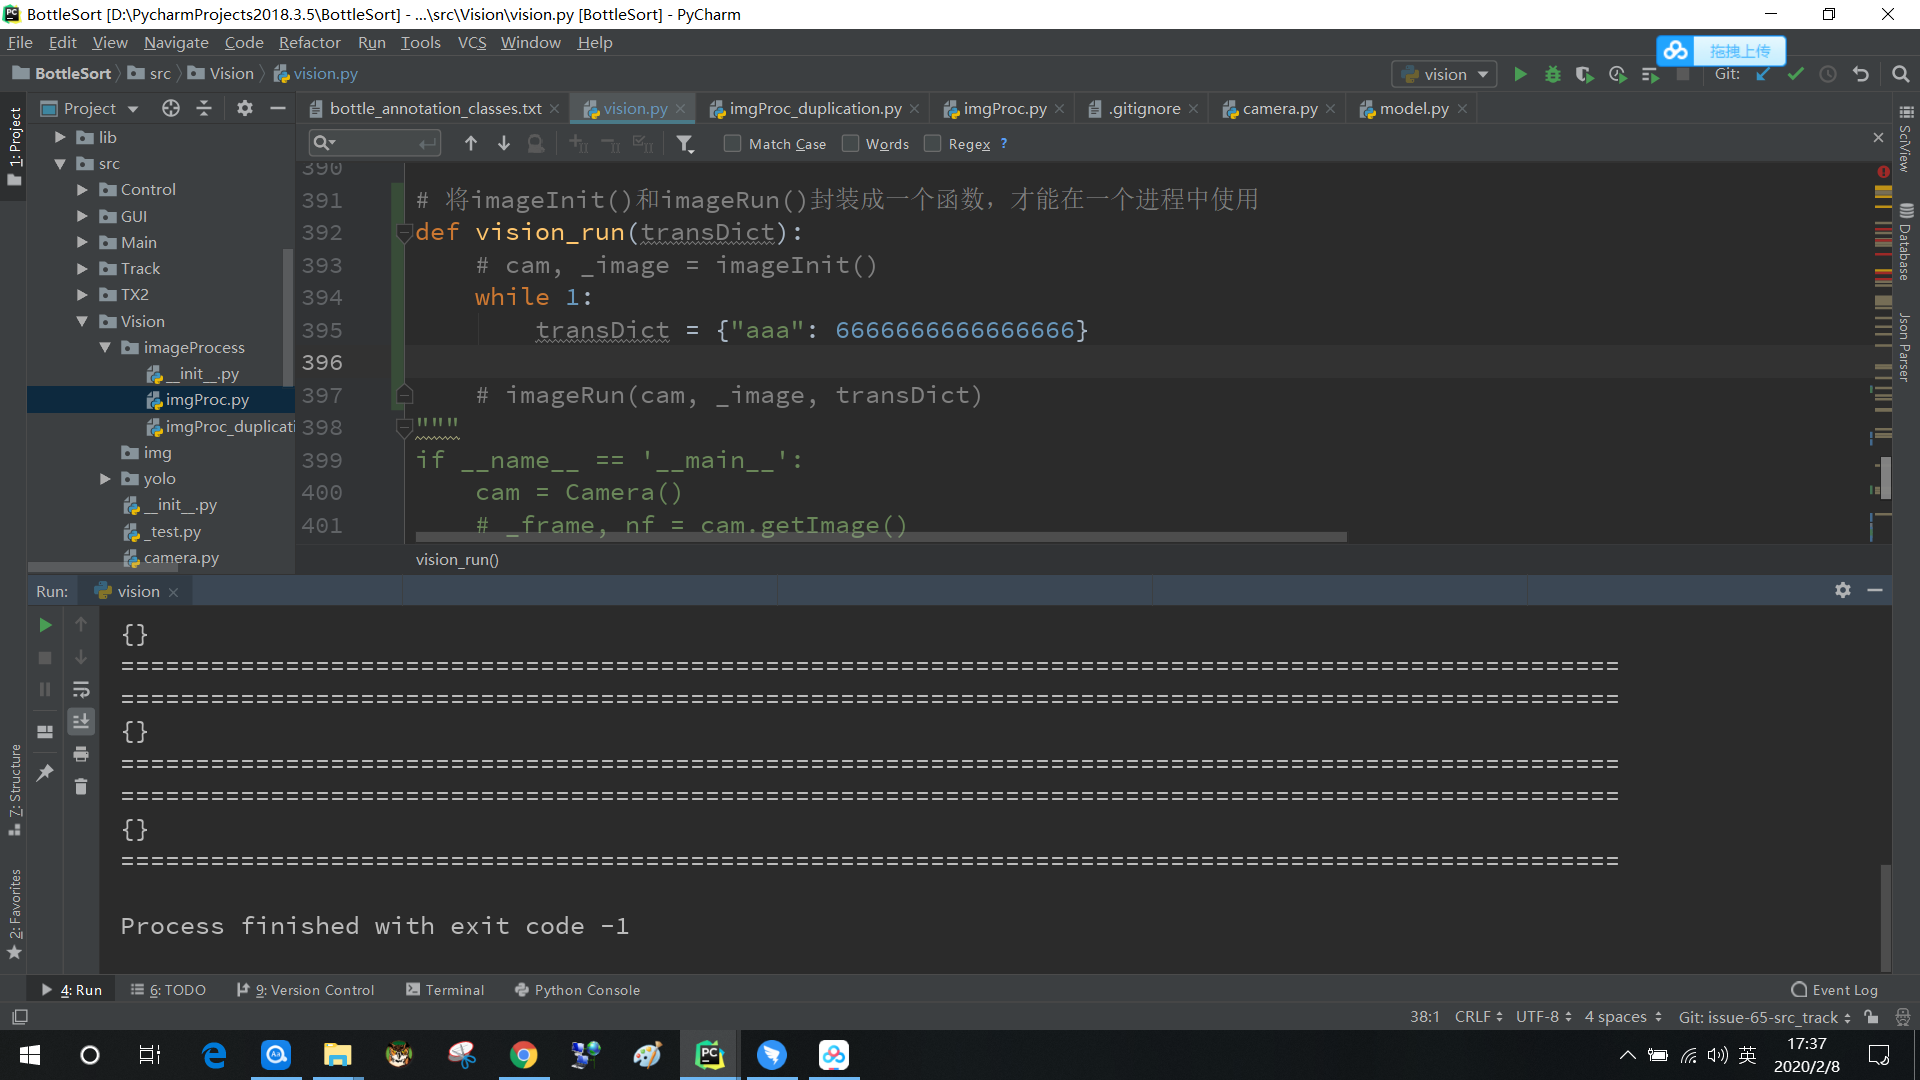 BottleSort [D:\PycharmProjects2018.3.5\BottleSort] - ...\src\Vision\vision.py [BottleSort] - PyCharm
File Edit View Navigate Code Refactor Run Tools VCS Window Help
拖拽上传
BottleSort src Vision vision.py
vision
Git:
Project
bottle_annotation_classes.txt vision.py imgProc_duplication.py imgProc.py .gitignore camera.py model.py
Match Case Words Regex ?
1: Project
7: Structure
2: Favorites
SciView
Database
Json Parser
lib
src
Control
GUI
Main
Track
TX2
Vision
imageProcess
__init__.py
imgProc.py
imgProc_duplicati
img
yolo
__init__.py
_test.py
camera.py
390
391 # 将imageInit()和imageRun()封装成一个函数，才能在一个进程中使用
392 def vision_run(transDict):
393 # cam, _image = imageInit()
394 while 1:
395 transDict = {"aaa": 6666666666666666}
396
397 # imageRun(cam, _image, transDict)
398 """
399 if __name__ == '__main__':
400 cam = Camera()
401 # _frame, nf = cam.getImage()
vision_run()
Run: vision
{}
====================================================================================================
====================================================================================================
{}
====================================================================================================
====================================================================================================
{}
====================================================================================================
Process finished with exit code -1
4: Run 6: TODO 9: Version Control Terminal Python Console Event Log
38:1 CRLF UTF-8 4 spaces Git: issue-65-src_track
英
17:37
2020/2/8